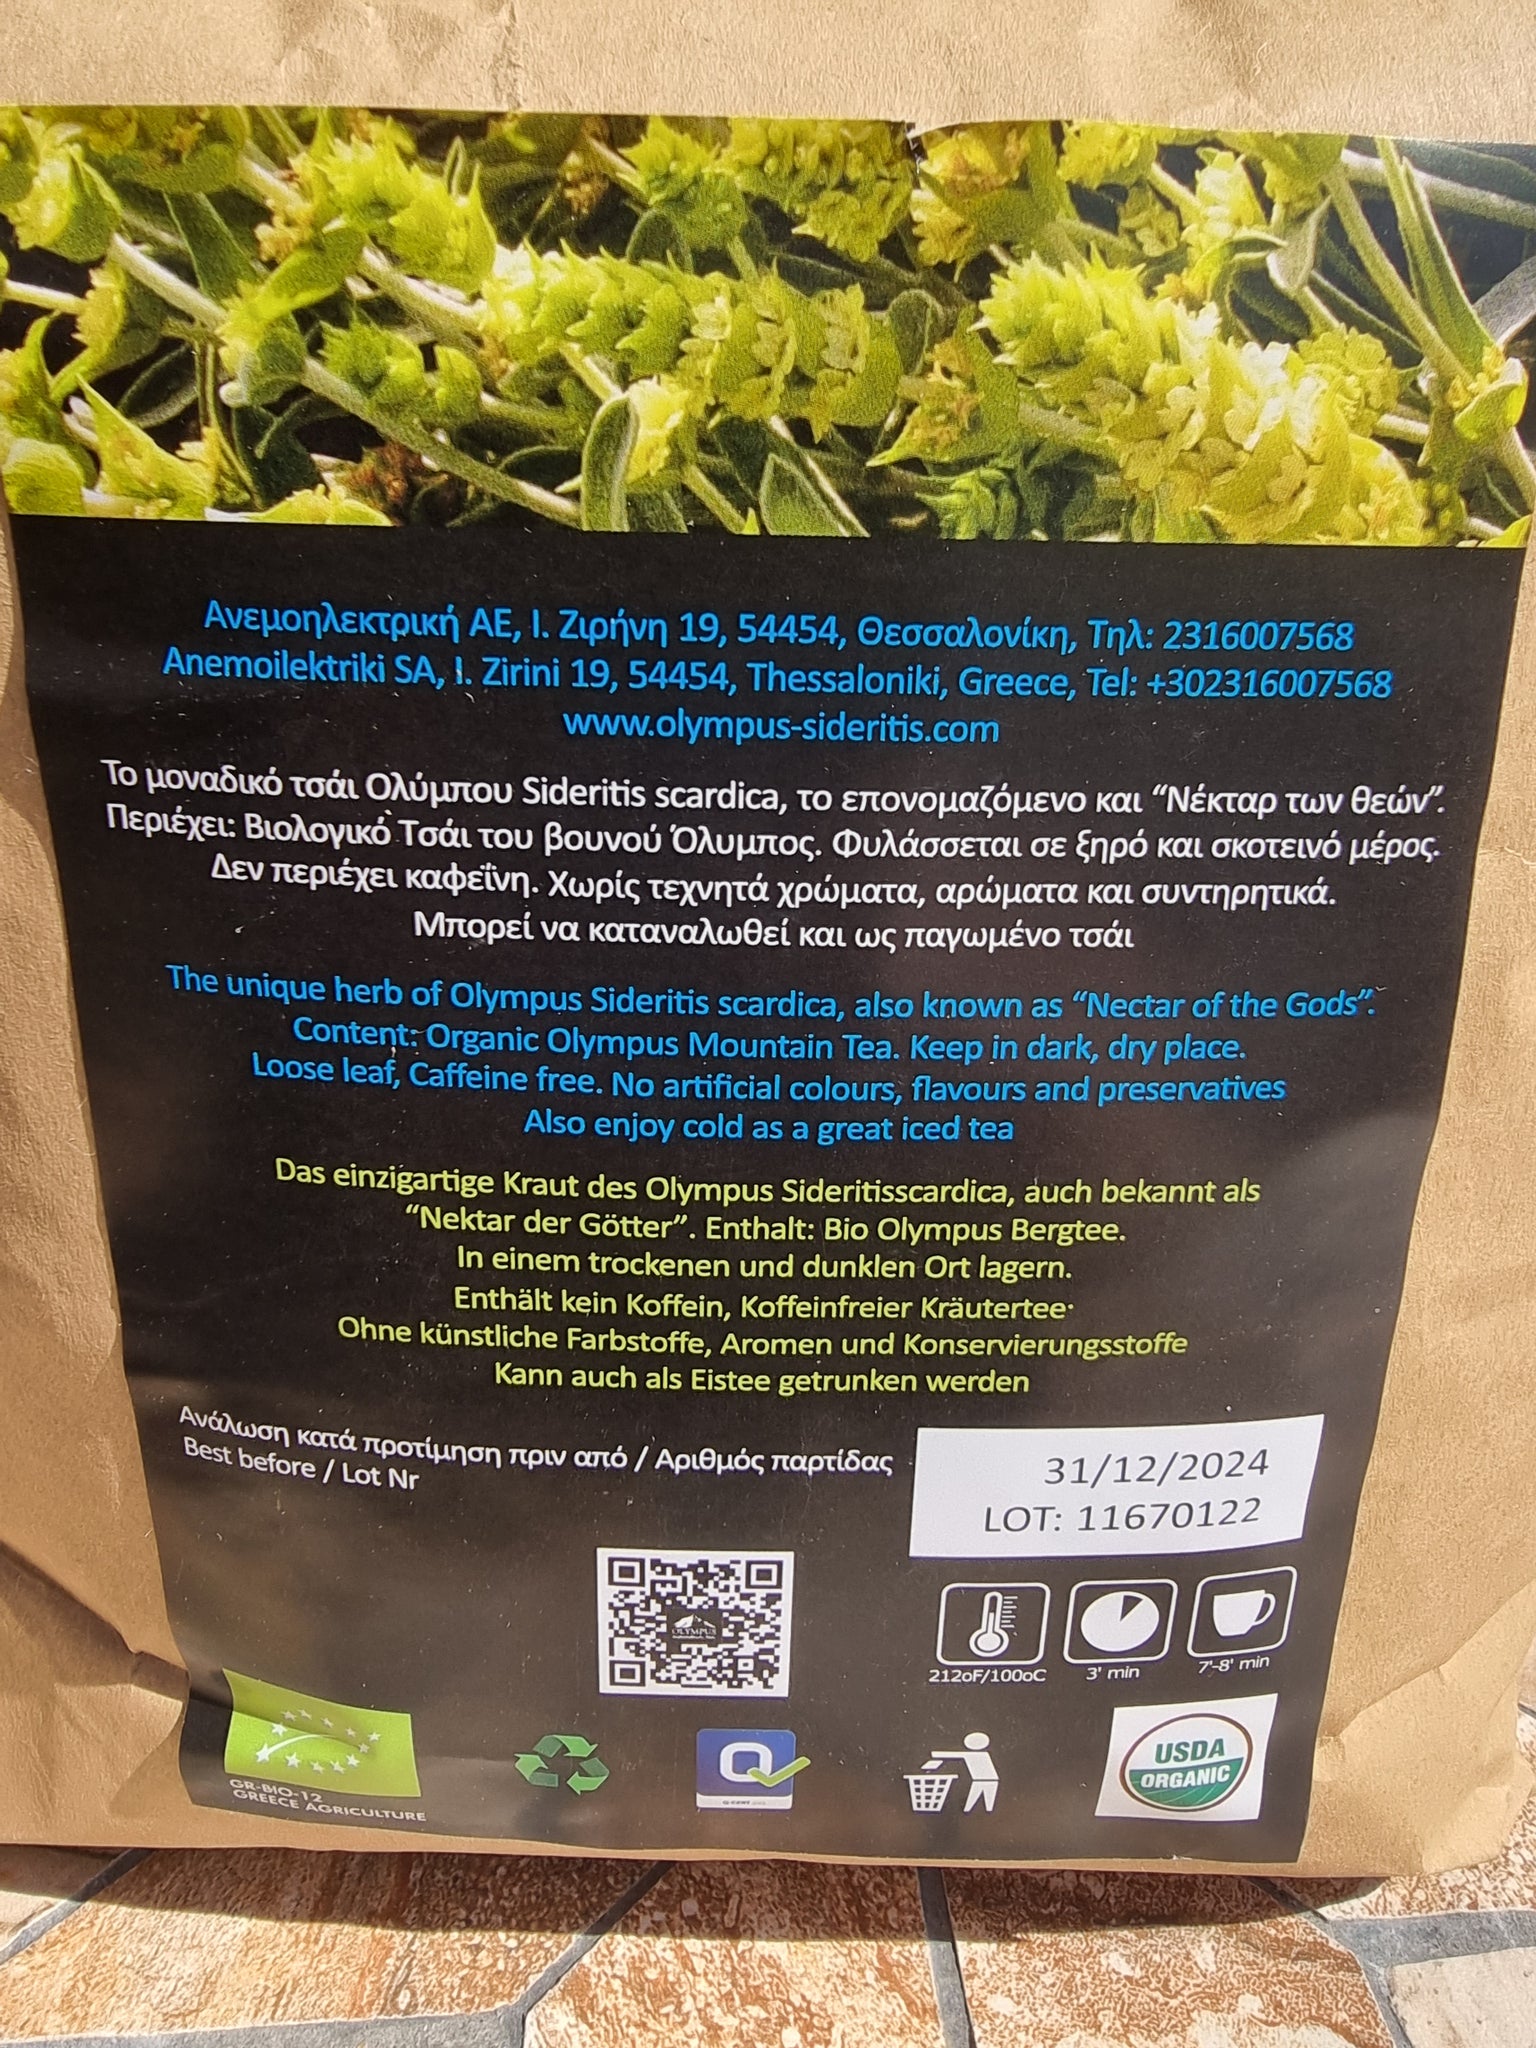 Ανεμοηλεκτρική ΑΕ, Ι. Ζιρήνη 19, 54454, Θεσσαλονίκη, Τηλ: 2316007568
Anemoilektriki SA, I. Zirini 19, 54454, Thessaloniki, Greece, Tel: +302316007568
www.olympus-sideritis.com
Το μοναδικό τσάι Ολύμπου Sideritis scardica, το επονομαζόμενο και “Νέκταρ των θεών”.
Περιέχει: Βιολογικό Τσάι του βουνού Όλυμπος. Φυλάσσεται σε ξηρό και σκοτεινό μέρος.
Δεν περιέχει καφεΐνη. Χωρίς τεχνητά χρώματα, αρώματα και συντηρητικά.
Μπορεί να καταναλωθεί και ως παγωμένο τσάι
The unique herb of Olympus Sideritis scardica, also known as “Nectar of the Gods”.
Content: Organic Olympus Mountain Tea. Keep in dark, dry place.
Loose leaf, Caffeine free. No artificial colours, flavours and preservatives
Also enjoy cold as a great iced tea
Das einzigartige Kraut des Olympus Sideritisscardica, auch bekannt als
“Nektar der Götter”. Enthalt: Bio Olympus Bergtee.
In einem trockenen und dunklen Ort lagern.
Enthält kein Koffein, Koffeinfreier Kräutertee·
Ohne künstliche Farbstoffe, Aromen und Konservierungsstoffe
Kann auch als Eistee getrunken werden
Ανάλωση κατά προτίμηση πριν από / Αριθμός παρτίδας
Best before / Lot Nr
31/12/2024
LOT: 11670122
OLYMPUS
212oF/100oC
3' min
7'-8' min
GR-BIO-12
GREECE AGRICULTURE
Q
Q-CERT
USDA
ORGANIC